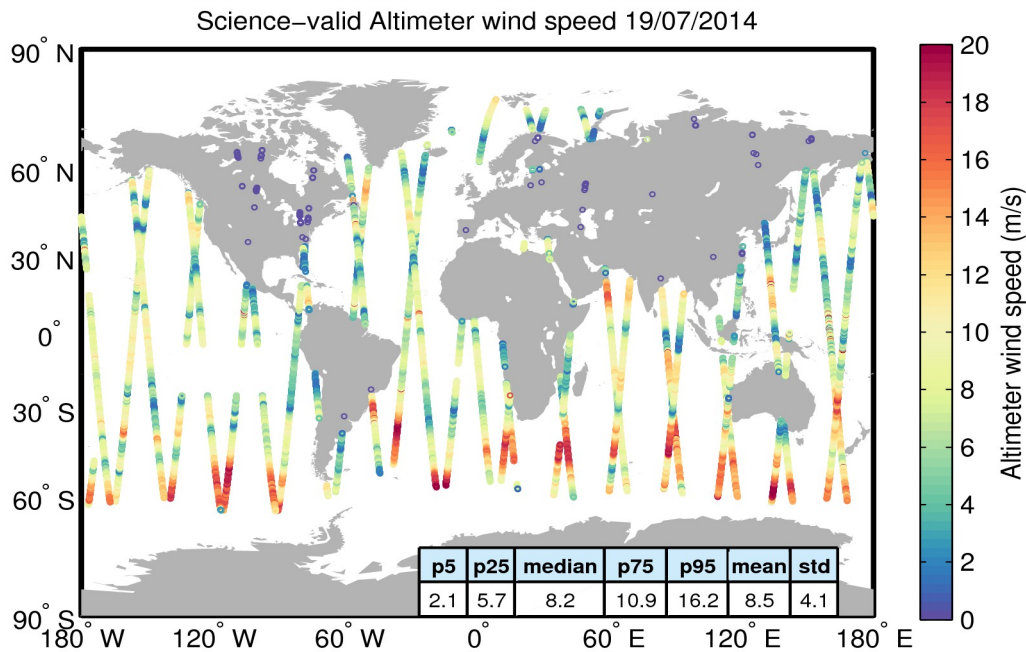 Science−valid Altimeter wind speed 19/07/2014
90° N
60° N
30° N
0°
30° S
60° S
90° S
180° W
120° W
60° W
0°
60° E
120° E
180° E
p5 p25 median p75 p95 mean std
2.1 5.7 8.2 10.9 16.2 8.5 4.1
20
18
16
14
12
10
8
6
4
2
0
Altimeter wind speed (m/s)